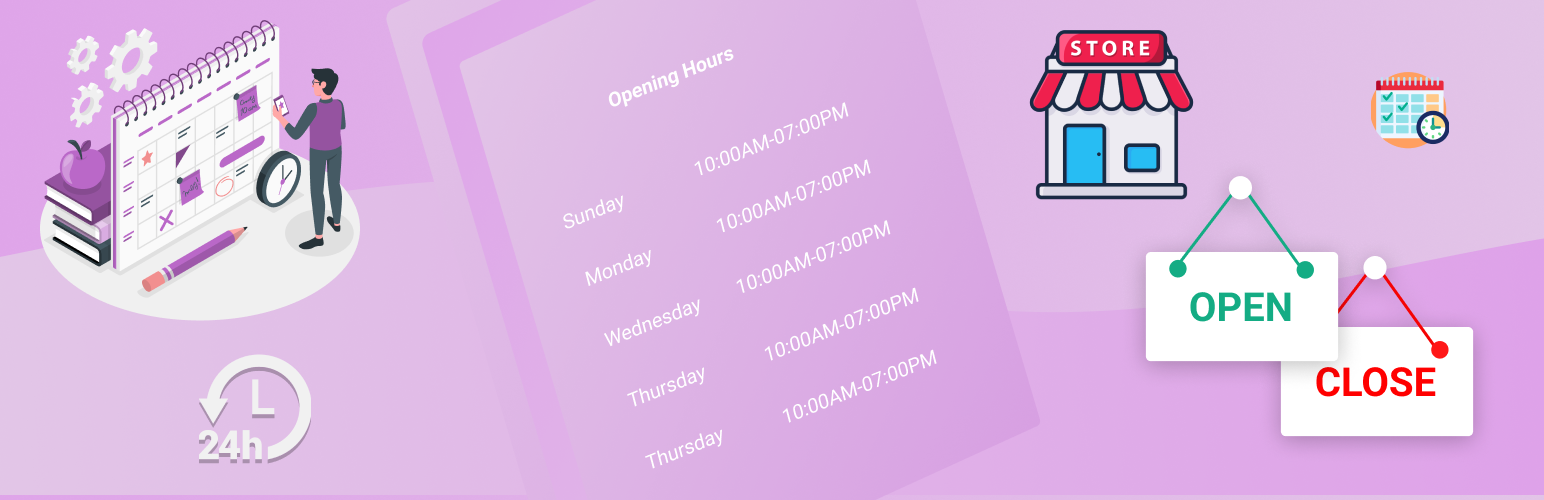 Opening Hours
Sunday 10:00AM-07:00PM
Monday 10:00AM-07:00PM
Wednesday 10:00AM-07:00PM
Thursday 10:00AM-07:00PM
Thursday 10:00AM-07:00PM
24h
STORE
OPEN
CLOSE